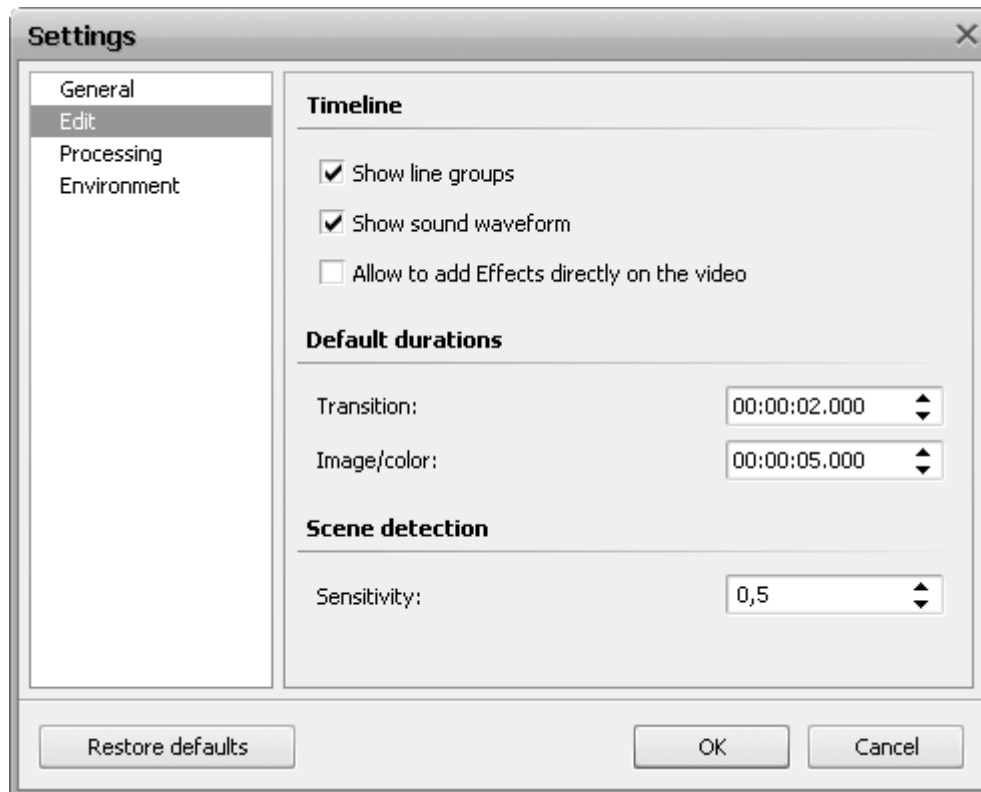 Settings
General
Edit
Processing
Environment
Timeline
Show line groups
Show sound waveform
Allow to add Effects directly on the video
Default durations
Transition: 00:00:02.000
Image/color: 00:00:05.000
Scene detection
Sensitivity: 0,5
Restore defaults OK Cancel